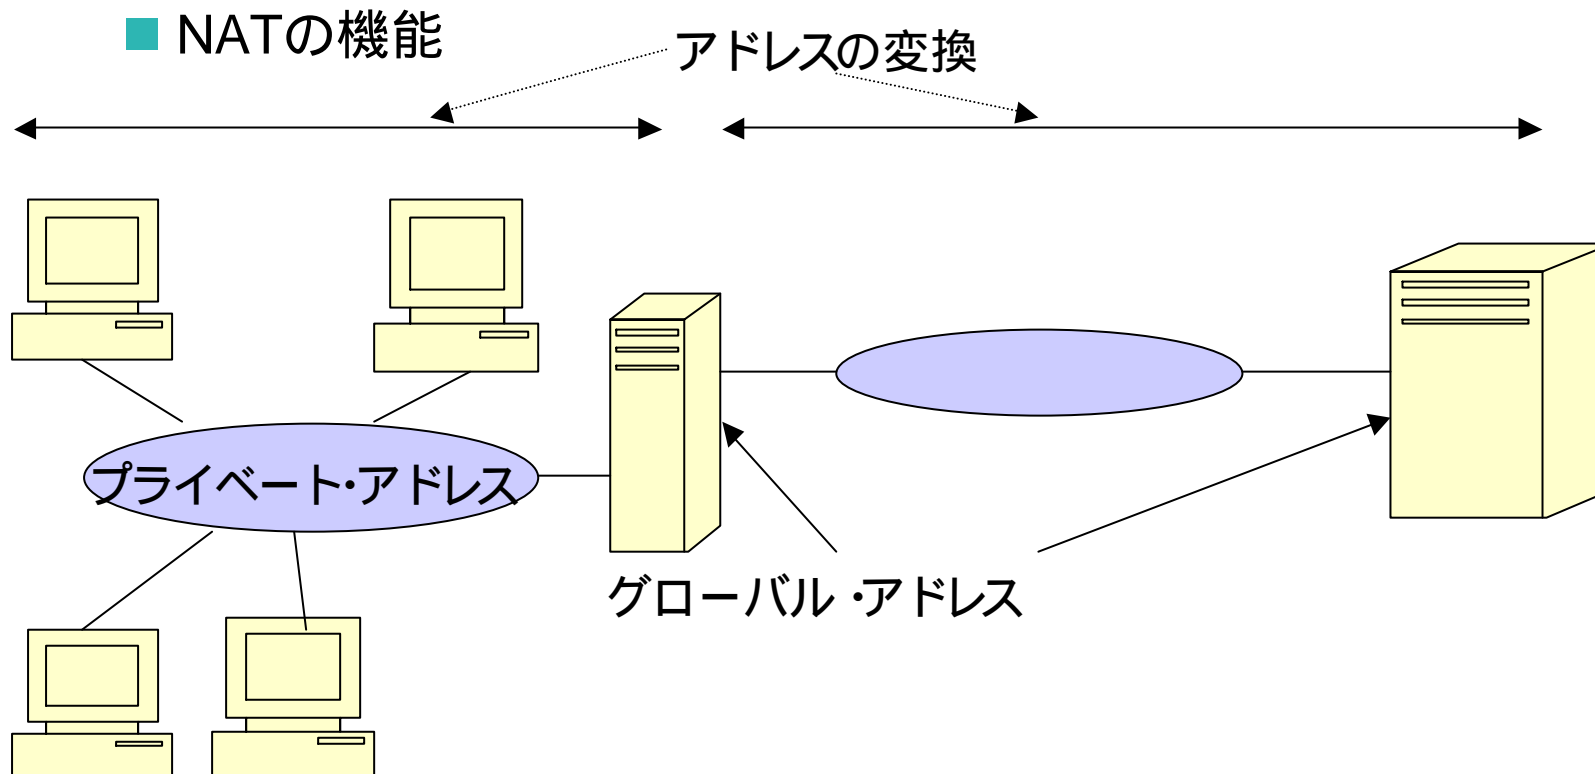 NATの機能
アドレスの変換
プライベート・アドレス
グローバル・アドレス